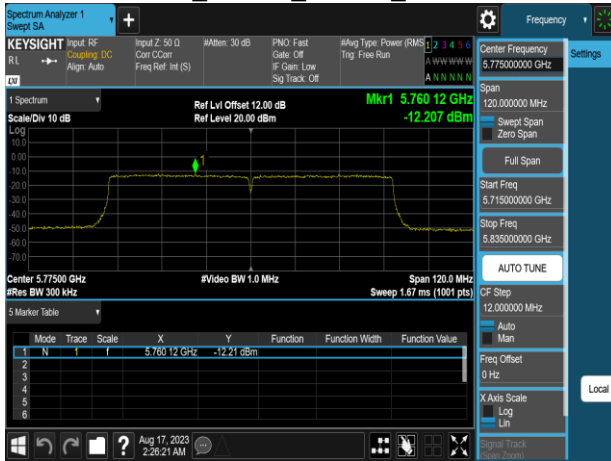 Spectrum Analyzer 1
Swept SA
+
Frequency
KEYSIGHT
Input: RF
Input Z: 50 Ω
#Atten: 30 dB
PNO: Fast
#Avg Type: Power (RMS
1 2 3 4 5 6
RL
Coupling: DC
Corr CCorr
Gate: Off
Trig: Free Run
A W W W W W
Align: Auto
Freq Ref: Int (S)
IF Gain: Low
Sig Track: Off
A N N N N N
LXI
Center Frequency
5.775000000 GHz
Settings
1 Spectrum
Ref Lvl Offset 12.00 dB
Mkr1 5.760 12 GHz
Scale/Div 10 dB
Ref Level 20.00 dBm
-12.207 dBm
Log
10.0
0.00
-10.0
-20.0
-30.0
-40.0
-50.0
-60.0
-70.0
1
Center 5.77500 GHz
#Video BW 1.0 MHz
Span 120.0 MHz
#Res BW 300 kHz
Sweep 1.67 ms (1001 pts)
Span
120.000000 MHz
Swept Span
Zero Span
Full Span
Start Freq
5.715000000 GHz
Stop Freq
5.835000000 GHz
AUTO TUNE
CF Step
12.000000 MHz
Auto
Man
Freq Offset
0 Hz
X Axis Scale
Log
Lin
Signal Track
(Span Zoom)
Local
5 Marker Table
Mode Trace Scale X Y Function Function Width Function Value
1 N 1 f 5.760 12 GHz -12.21 dBm
2
3
4
5
6
?
Aug 17, 2023
2:26:21 AM